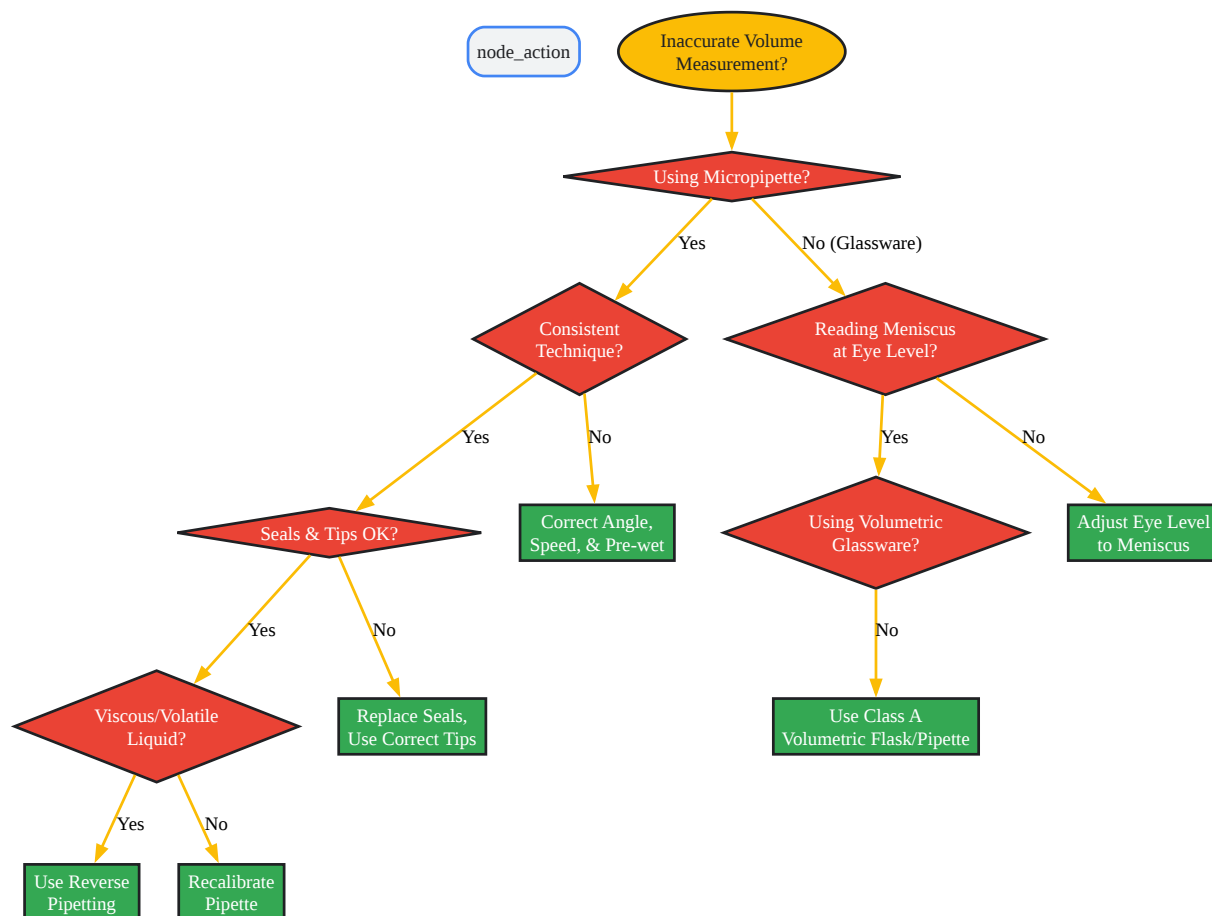 node_action
Inaccurate Volume
Measurement?
Using Micropipette?
Yes
No (Glassware)
Consistent
Technique?
Reading Meniscus
at Eye Level?
Yes
No
Yes
No
Seals & Tips OK?
Correct Angle,
Speed, & Pre-wet
Using Volumetric
Glassware?
Adjust Eye Level
to Meniscus
Yes
No
No
Viscous/Volatile
Liquid?
Replace Seals,
Use Correct Tips
Use Class A
Volumetric Flask/Pipette
Yes
No
Use Reverse
Pipetting
Recalibrate
Pipette